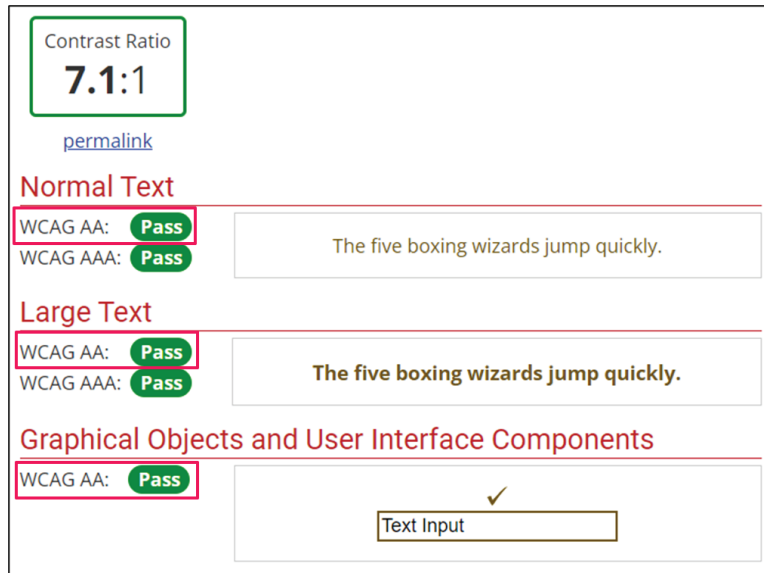 Contrast Ratio
7.1:1
permalink
Normal Text
WCAG AA: Pass
The five boxing wizards jump quickly.
WCAG AAA: Pass
Large Text
WCAG AA: Pass
The five boxing wizards jump quickly.
WCAG AAA: Pass
Graphical Objects and User Interface Components
WCAG AA: Pass
Text Input